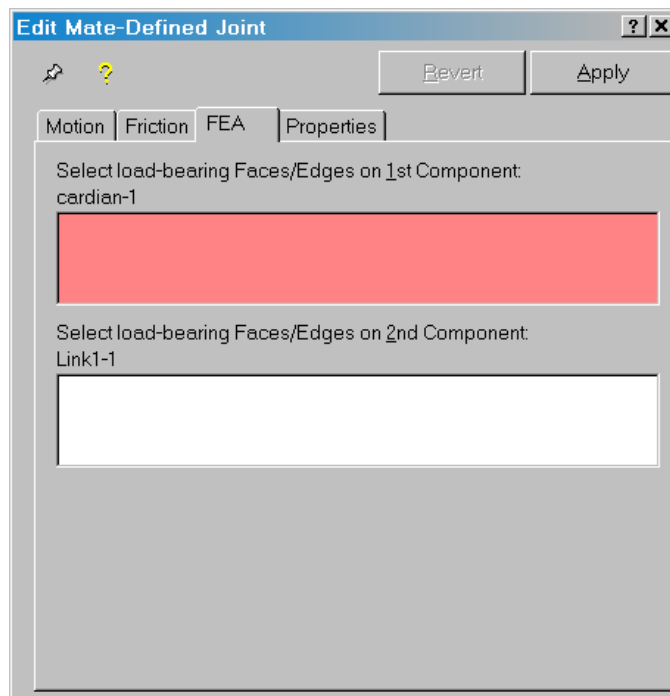 Edit Mate-Defined Joint ? X
? Revert Apply
Motion Friction FEA Properties
Select load-bearing Faces/Edges on 1st Component:
cardian-1
Select load-bearing Faces/Edges on 2nd Component:
Link1-1